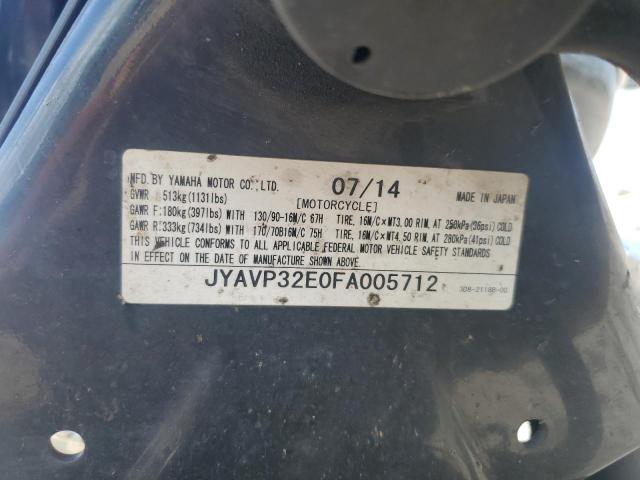 MFD. BY YAMAHA MOTOR CO.,LTD. 07/14 MADE IN JAPAN
GVWR 513kg(1131lbs) [MOTORCYCLE]
GAWR F:180kg(397lbs) WITH 130/90-16M/C 67H TIRE, 16M/C×MT3.00 RIM, AT 250kPa(36psi) COLD
GAWR R:333kg(734lbs) WITH 170/70B16M/C 75H TIRE, 16M/C×MT4.50 RIM, AT 280kPa(41psi) COLD
THIS VEHICLE CONFORMS TO ALL APPLICABLE FEDERAL MOTOR VEHICLE SAFETY STANDARDS
IN EFFECT ON THE DATE OF MANUFACTURE SHOWN ABOVE.
JYAVP32E0FA005712 3D8-2118B-00